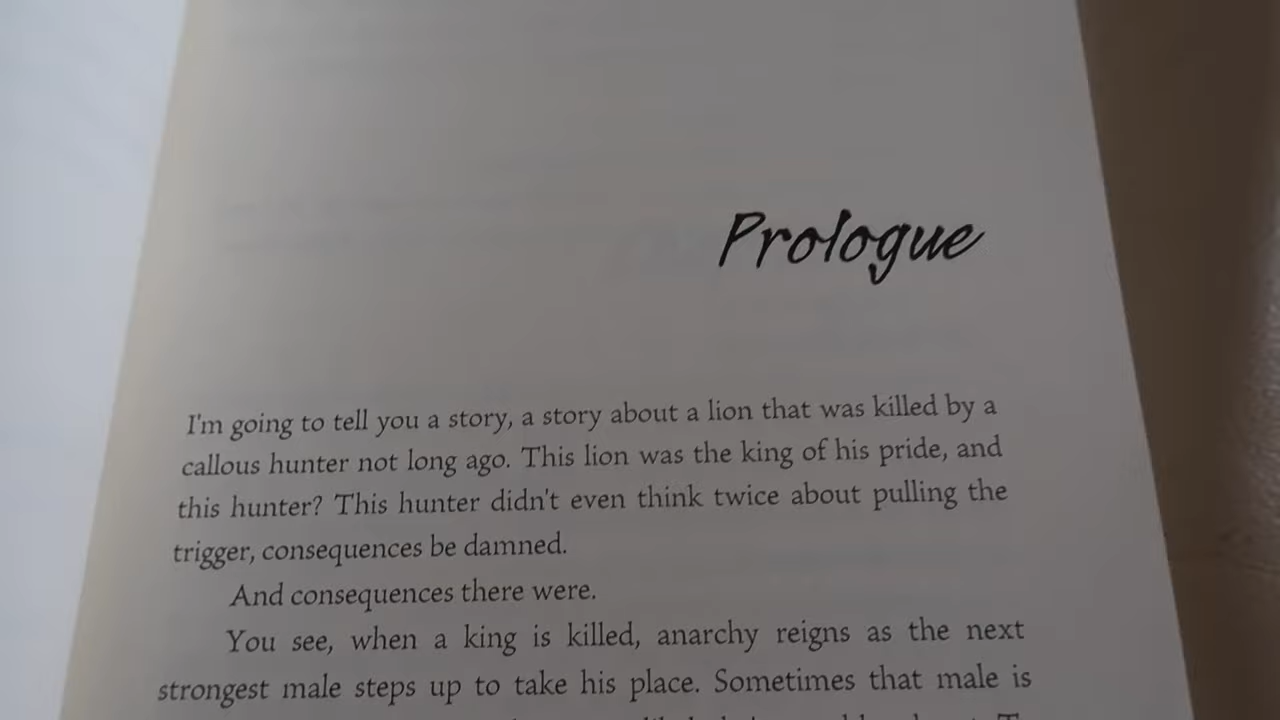 Prologue
I'm going to tell you a story, a story about a lion that was killed by a
callous hunter not long ago. This lion was the king of his pride, and
this hunter? This hunter didn't even think twice about pulling the
trigger, consequences be damned.
And consequences there were.
You see, when a king is killed, anarchy reigns as the next
strongest male steps up to take his place. Sometimes that male is